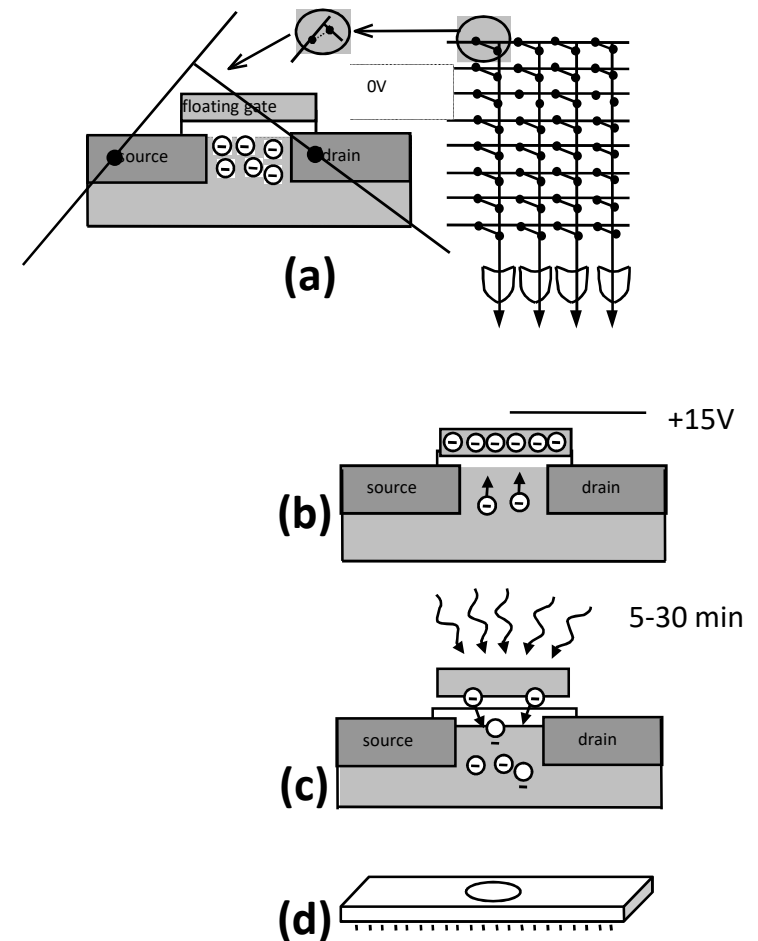 0V
floating gate
source
drain
(a)
+15V
source
drain
(b)
5-30 min
source
drain
(c)
(d)